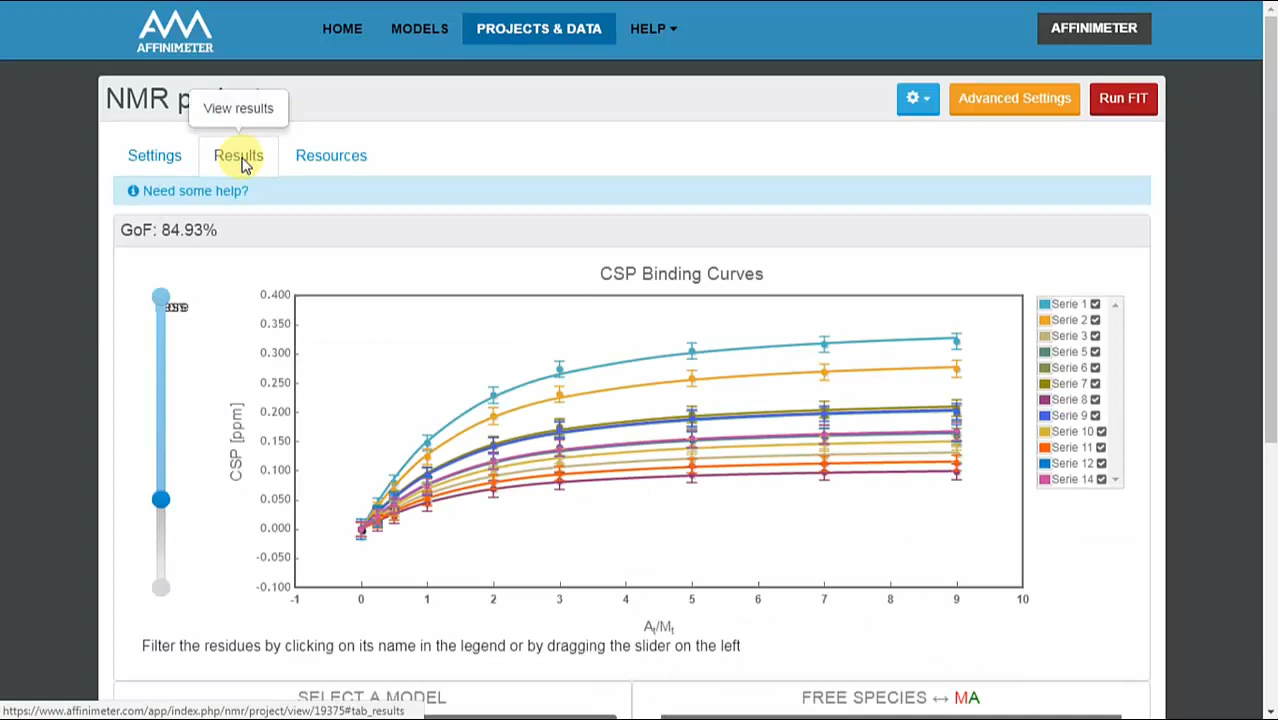 AFFINIMETER
HOME MODELS PROJECTS & DATA HELP
AFFINIMETER
NMR p
View results
Advanced Settings
Run FIT
Settings Results Resources
Need some help?
GoF: 84.93%
CSP Binding Curves
0.400
0.350
0.300
0.250
0.200
0.150
0.100
0.050
0.000
-0.050
-0.100
CSP [ppm]
-1 0 1 2 3 4 5 6 7 8 9 10
At/Mt
Serie 1
Serie 2
Serie 3
Serie 5
Serie 6
Serie 7
Serie 8
Serie 9
Serie 10
Serie 11
Serie 12
Serie 14
Filter the residues by clicking on its name in the legend or by dragging the slider on the left
SELECT A MODEL
FREE SPECIES ↔ MA
https://www.affinimeter.com/app/index.php/nmr/project/view/19375#tab_results